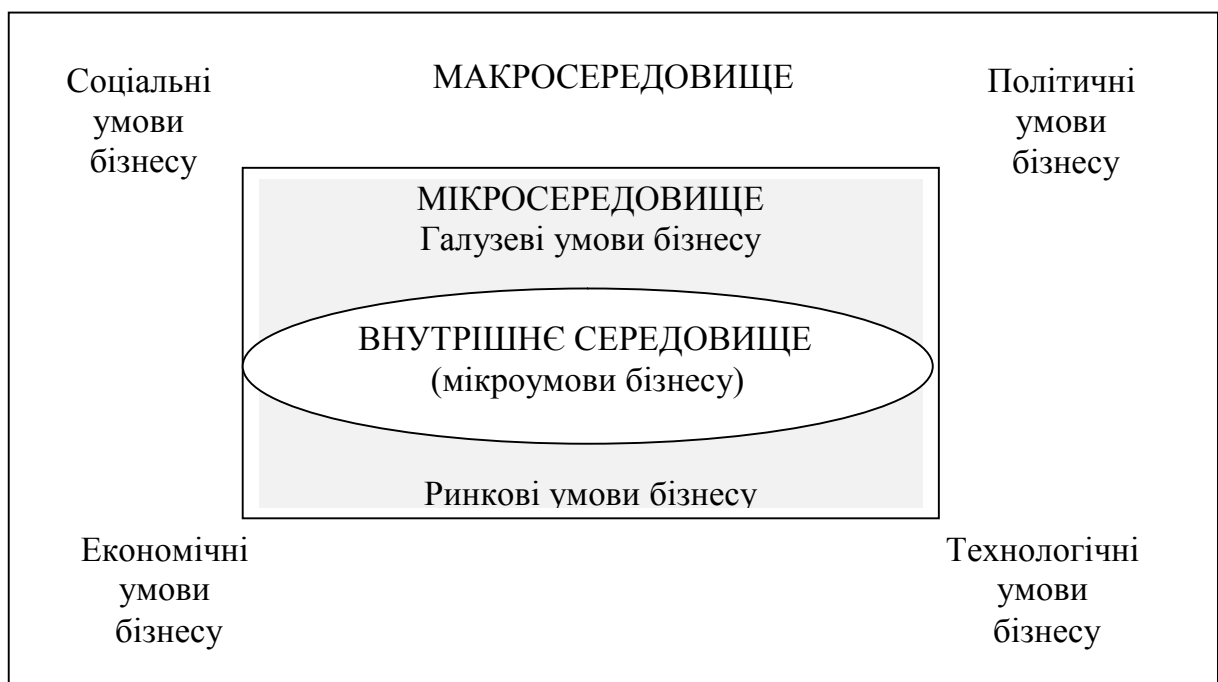 Соціальні
умови
бізнесу
МАКРОСЕРЕДОВИЩЕ
Політичні
умови
бізнесу
МІКРОСЕРЕДОВИЩЕ
Галузеві умови бізнесу
ВНУТРІШНЄ СЕРЕДОВИЩЕ
(мікроумови бізнесу)
Ринкові умови бізнесу
Економічні
умови
бізнесу
Технологічні
умови
бізнесу